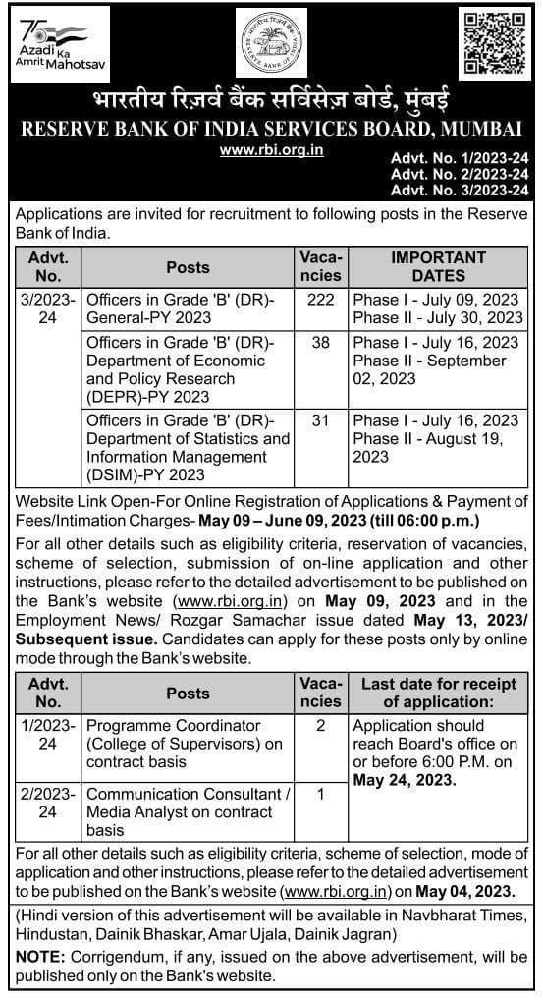 75
Azadi Ka
Amrit Mahotsav
RESERVE BANK OF INDIA
भारतीय रिज़र्व बैंक सर्विसेज़ बोर्ड, मुंबई
RESERVE BANK OF INDIA SERVICES BOARD, MUMBAI
www.rbi.org.in
Advt. No. 1/2023-24
Advt. No. 2/2023-24
Advt. No. 3/2023-24
Applications are invited for recruitment to following posts in the Reserve
Bank of India.
Advt. No. Posts Vaca-ncies IMPORTANT DATES
3/2023-24 Officers in Grade 'B' (DR)- 222 Phase I - July 09, 2023
General-PY 2023 Phase II - July 30, 2023
Officers in Grade 'B' (DR)- 38 Phase I - July 16, 2023
Department of Economic Phase II - September
and Policy Research 02, 2023
(DEPR)-PY 2023
Officers in Grade 'B' (DR)- 31 Phase I - July 16, 2023
Department of Statistics and Phase II - August 19,
Information Management 2023
(DSIM)-PY 2023
Website Link Open-For Online Registration of Applications & Payment of
Fees/Intimation Charges- May 09 – June 09, 2023 (till 06:00 p.m.)
For all other details such as eligibility criteria, reservation of vacancies,
scheme of selection, submission of on-line application and other
instructions, please refer to the detailed advertisement to be published on
the Bank's website (www.rbi.org.in) on May 09, 2023 and in the
Employment News/ Rozgar Samachar issue dated May 13, 2023/
Subsequent issue. Candidates can apply for these posts only by online
mode through the Bank's website.
Advt. No. Posts Vaca-ncies Last date for receipt of application:
1/2023-24 Programme Coordinator 2 Application should
(College of Supervisors) on reach Board's office on
contract basis or before 6:00 P.M. on
May 24, 2023.
2/2023-24 Communication Consultant / 1
Media Analyst on contract
basis
For all other details such as eligibility criteria, scheme of selection, mode of
application and other instructions, please refer to the detailed advertisement
to be published on the Bank's website (www.rbi.org.in) on May 04, 2023.
(Hindi version of this advertisement will be available in Navbharat Times,
Hindustan, Dainik Bhaskar, Amar Ujala, Dainik Jagran)
NOTE: Corrigendum, if any, issued on the above advertisement, will be
published only on the Bank's website.